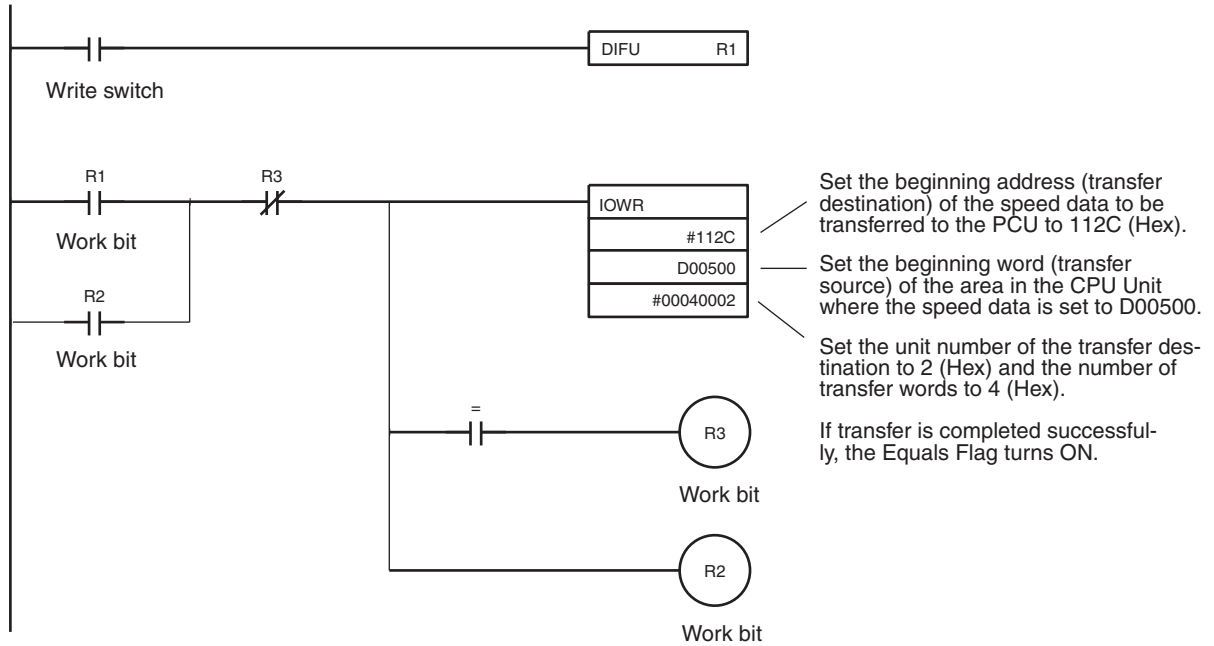 DIFU R1
Write switch
R1
R3
Work bit
R2
Work bit
IOWR
#112C
D00500
#00040002
Set the beginning address (transfer
destination) of the speed data to be
transferred to the PCU to 112C (Hex).
Set the beginning word (transfer
source) of the area in the CPU Unit
where the speed data is set to D00500.
Set the unit number of the transfer des-
tination to 2 (Hex) and the number of
transfer words to 4 (Hex).
If transfer is completed successful-
ly, the Equals Flag turns ON.
=
R3
Work bit
R2
Work bit